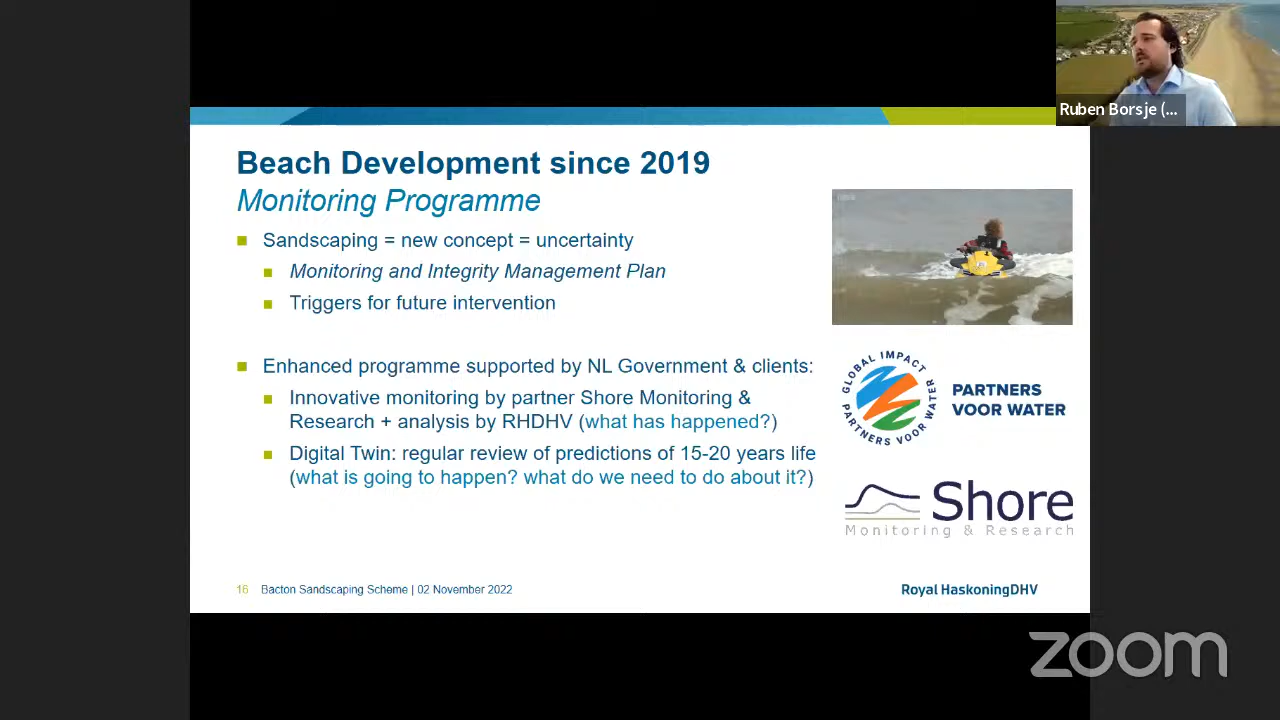 Ruben Borsje (...
Beach Development since 2019
Monitoring Programme
Sandscaping = new concept = uncertainty
Monitoring and Integrity Management Plan
Triggers for future intervention
Enhanced programme supported by NL Government & clients:
Innovative monitoring by partner Shore Monitoring &
Research + analysis by RHDHV (what has happened?)
Digital Twin: regular review of predictions of 15-20 years life
(what is going to happen? what do we need to do about it?)
GLOBAL IMPACT
PARTNERS VOOR WATER
PARTNERS
VOOR WATER
Shore
Monitoring & Research
16 Bacton Sandscaping Scheme | 02 November 2022
Royal HaskoningDHV
zoom